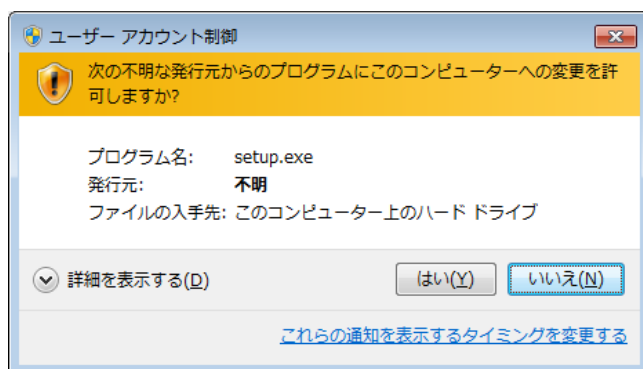 ユーザー アカウント制御
次の不明な発行元からのプログラムにこのコンピューターへの変更を許
可しますか?
プログラム名: setup.exe
発行元: 不明
ファイルの入手先: このコンピューター上のハード ドライブ
詳細を表示する(D) はい(Y) いいえ(N)
これらの通知を表示するタイミングを変更する